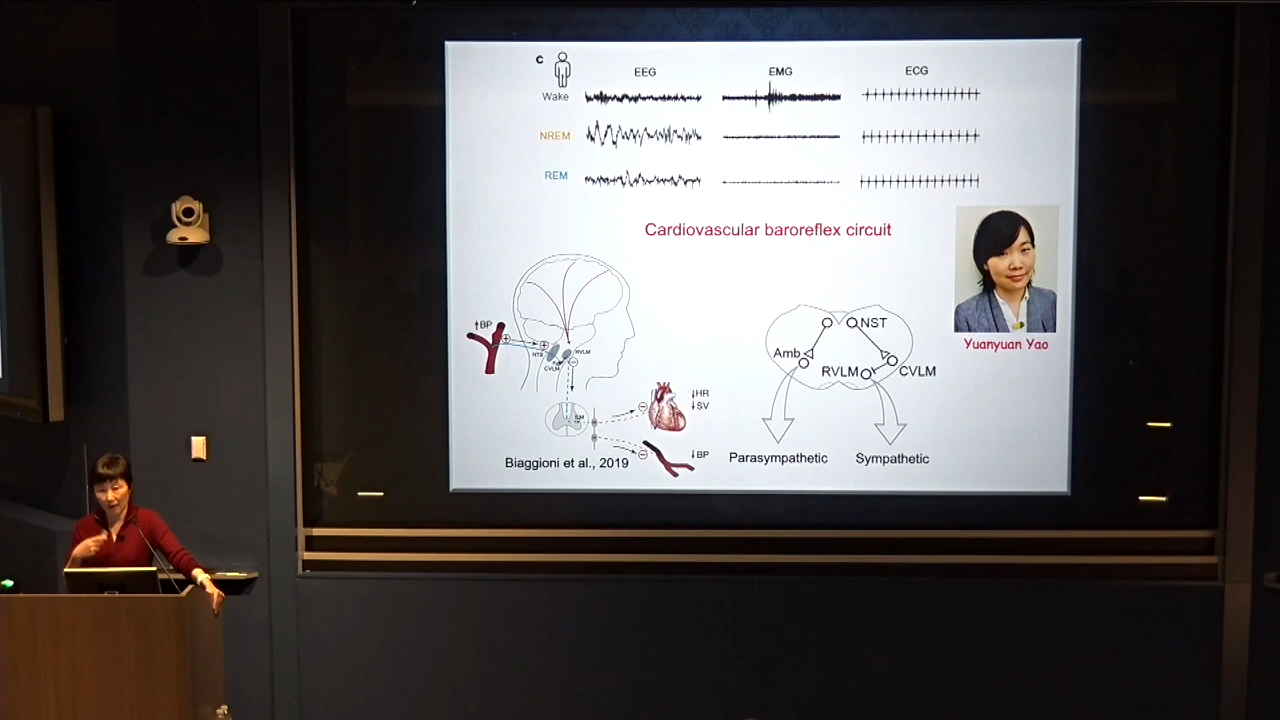 c
EEG EMG ECG
Wake
NREM
REM
Cardiovascular baroreflex circuit
↑BP
NTS
RVLM
CVLM
↓HR
↓SV
↓BP
Biaggioni et al., 2019
NST
Amb
RVLM
CVLM
Parasympathetic
Sympathetic
Yuanyuan Yao